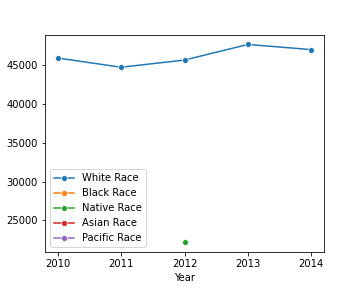 45000
40000
35000
30000
25000
White Race
Black Race
Native Race
Asian Race
Pacific Race
2010 2011 2012 2013 2014
Year